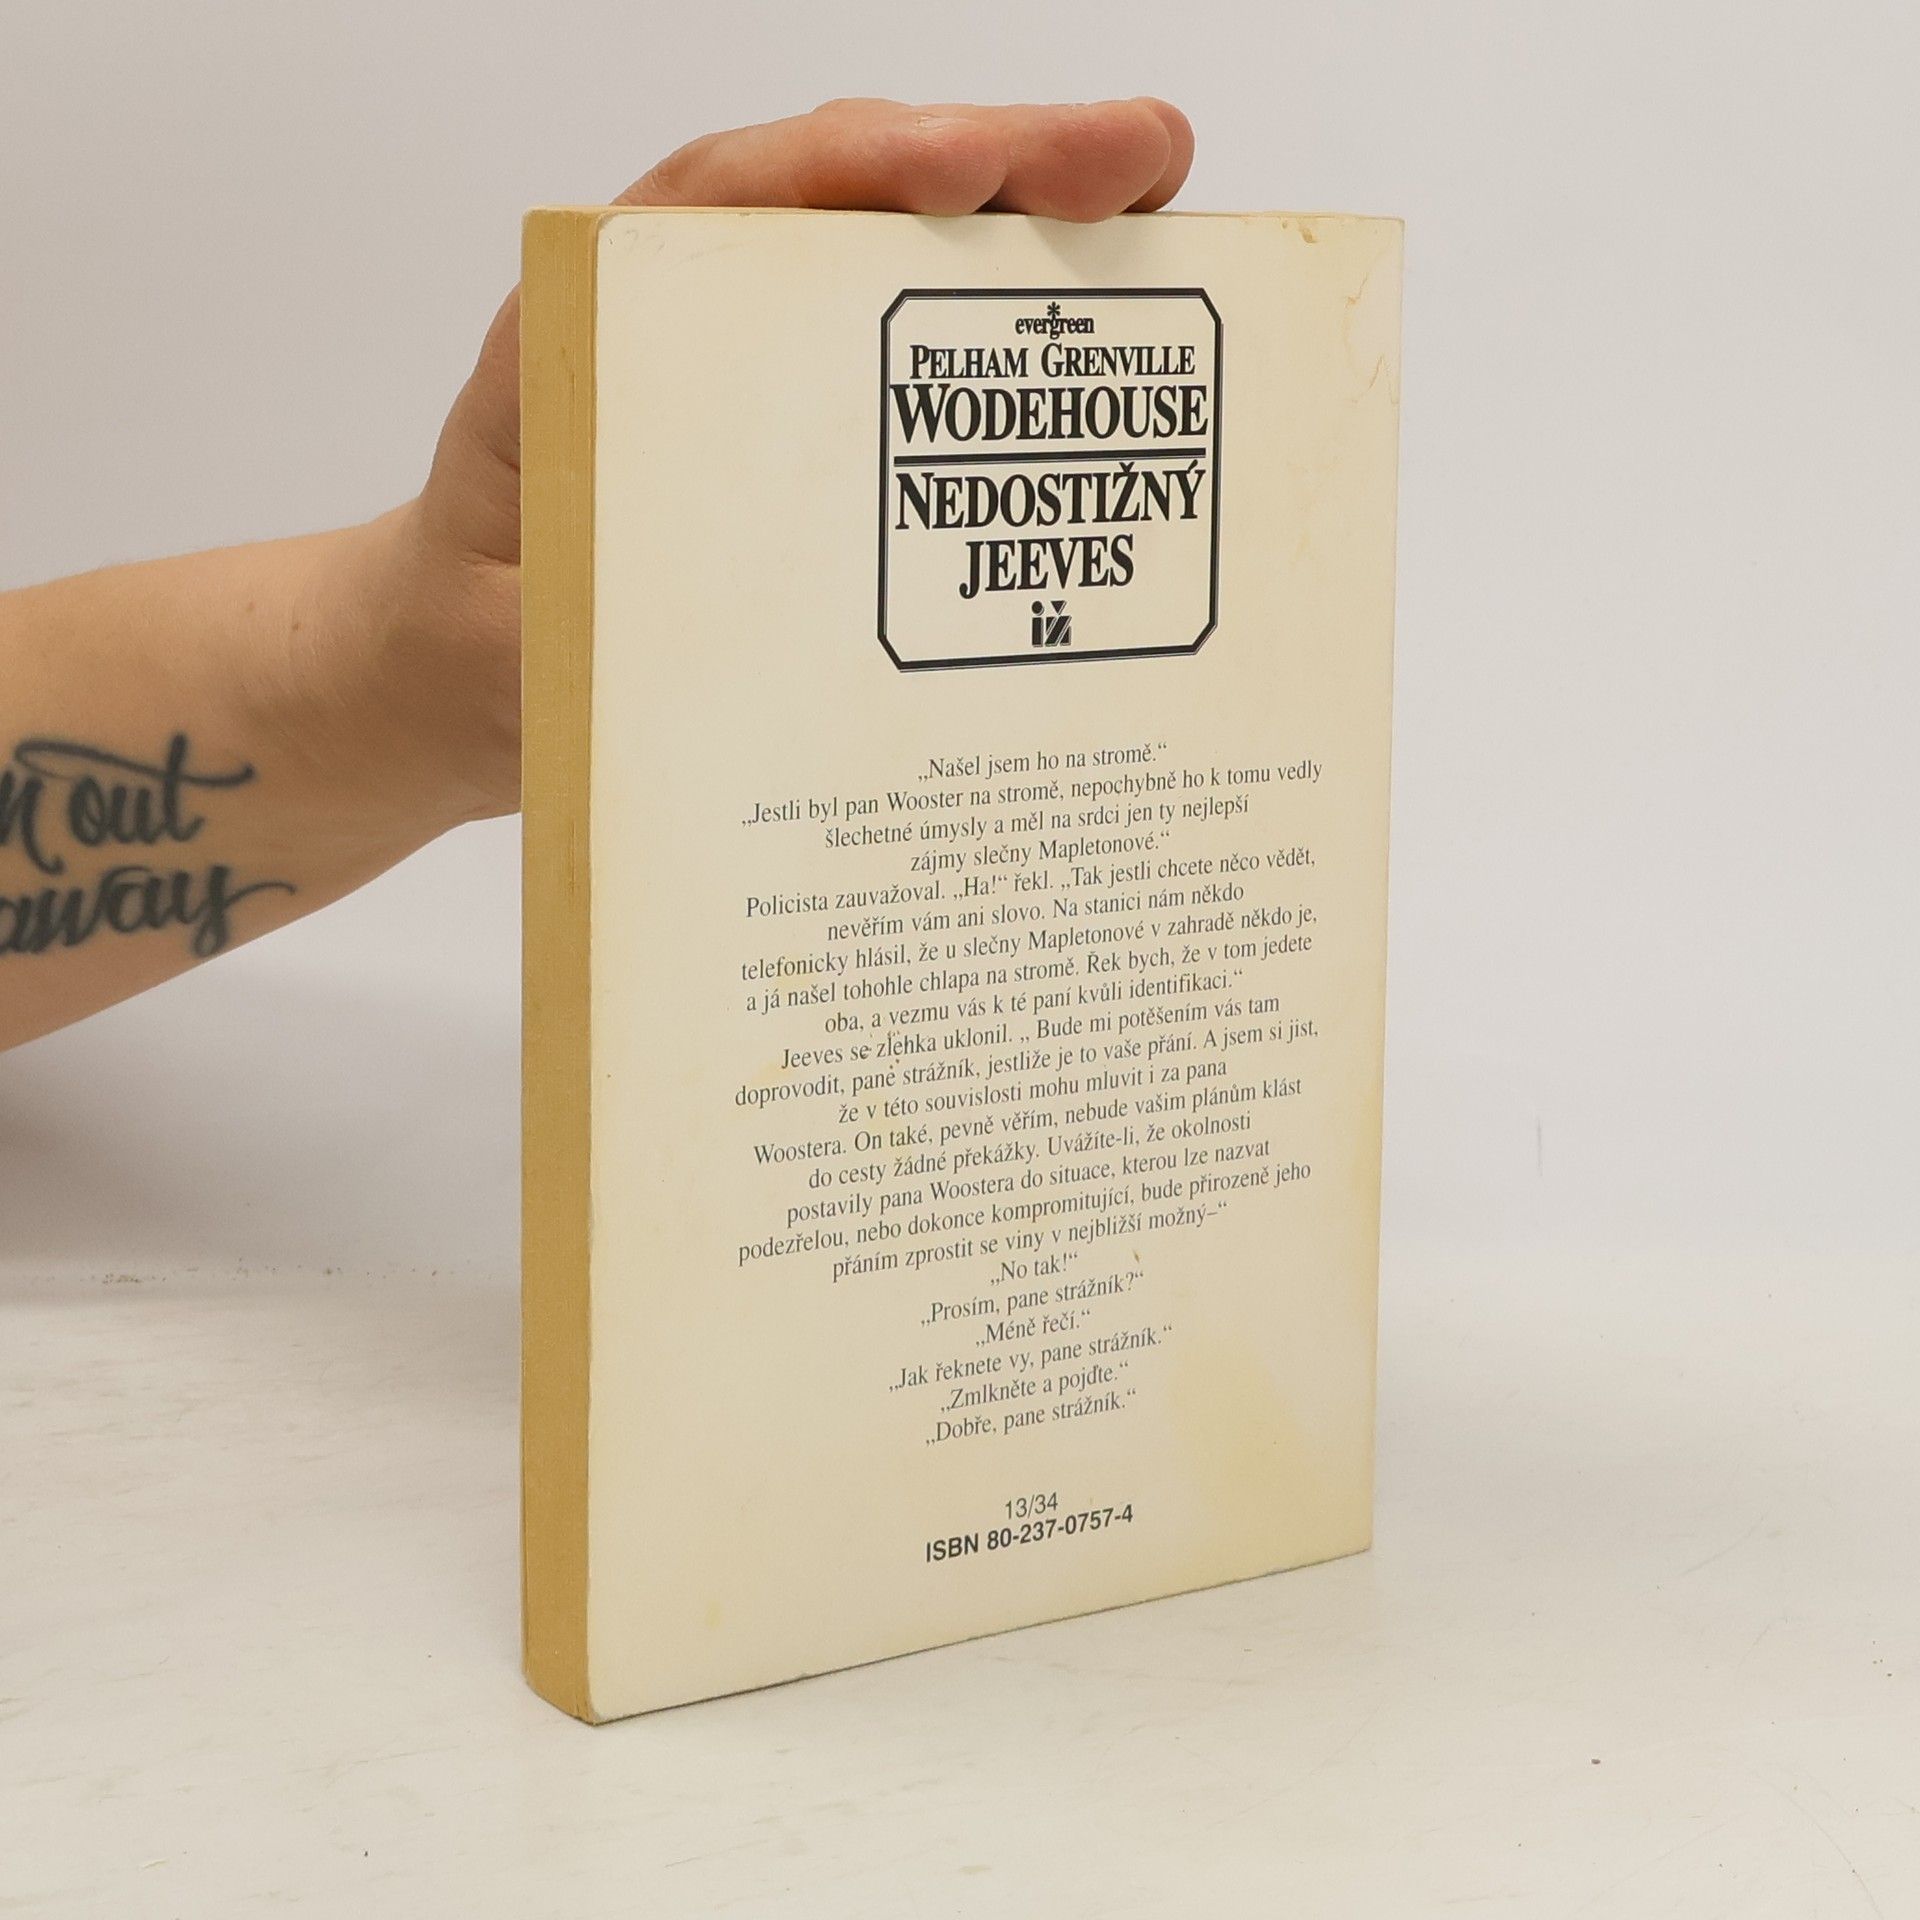 evergreen
PELHAM GRENVILLE
WODEHOUSE
NEDOSTIŽNÝ
JEEVES
iž
„Našel jsem ho na stromě.“
„Jestli byl pan Wooster na stromě, nepochybně ho k tomu vedly
šlechetné úmysly a měl na srdci jen ty nejlepší
zájmy slečny Mapletonové.“
Policista zauvažoval. „Ha!“ řekl. „Tak jestli chcete něco vědět,
nevěřím vám ani slovo. Na stanici nám někdo
telefonicky hlásil, že u slečny Mapletonové v zahradě někdo je,
a já našel tohohle chlapa na stromě. Řek bych, že v tom jedete
oba, a vezmu vás k té paní kvůli identifikaci.“
Jeeves se zlehka uklonil. „ Bude mi potěšením vás tam
doprovodit, pane strážník, jestliže je to vaše přání. A jsem si jist,
že v této souvislosti mohu mluvit i za pana
Woostera. On také, pevně věřím, nebude vašim plánům klást
do cesty žádné překážky. Uvážíte-li, že okolnosti
postavily pana Woostera do situace, kterou lze nazvat
podezřelou, nebo dokonce kompromitující, bude přirozeně jeho
přáním zprostit se viny v nejbližší možný–“
„No tak!“
„Prosím, pane strážník?“
„Méně řečí.“
„Jak řeknete vy, pane strážník.“
„Zmlkněte a pojďte.“
„Dobře, pane strážník.“
13/34
ISBN 80-237-0757-4
out
away